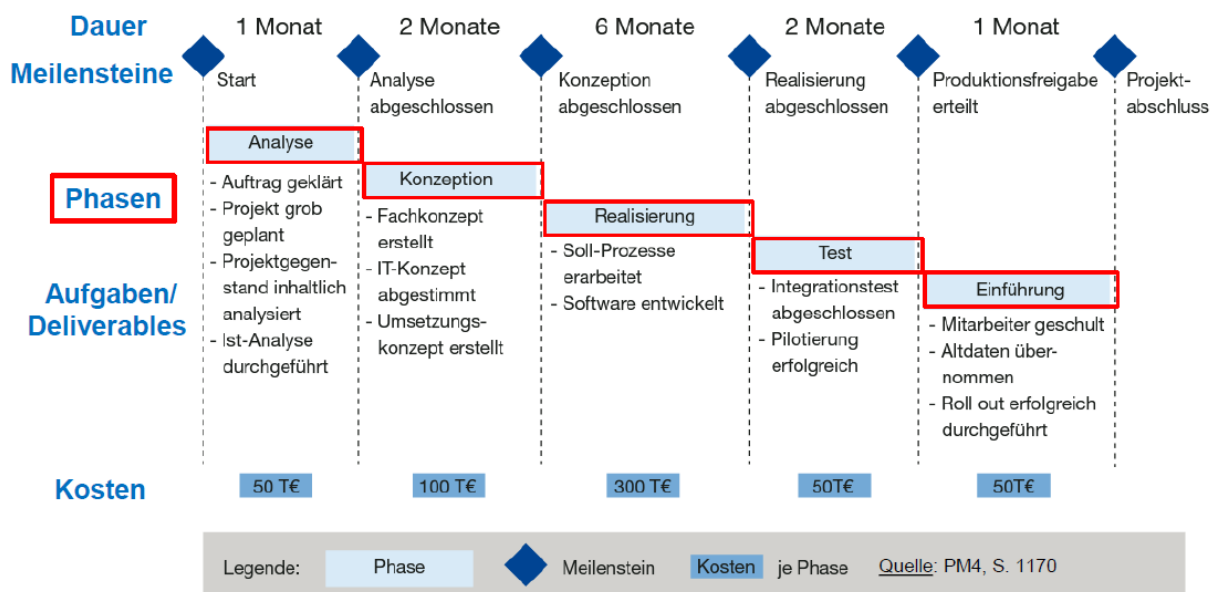 Dauer
1 Monat
2 Monate
6 Monate
2 Monate
1 Monat
Meilensteine
Start
Analyse
abgeschlossen
Konzeption
abgeschlossen
Realisierung
abgeschlossen
Produktionsfreigabe
erteilt
Projekt-
abschluss
Phasen
Analyse
Konzeption
Realisierung
Test
Einführung
Aufgaben/
Deliverables
- Auftrag geklärt
- Projekt grob
geplant
- Projektgegen-
stand inhaltlich
analysiert
- Ist-Analyse
durchgeführt
- Fachkonzept
erstellt
- IT-Konzept
abgestimmt
- Umsetzungs-
konzept erstellt
- Soll-Prozesse
erarbeitet
- Software entwickelt
- Integrationstest
abgeschlossen
- Pilotierung
erfolgreich
- Mitarbeiter geschult
- Altdaten über-
nommen
- Roll out erfolgreich
durchgeführt
Kosten
50 T€
100 T€
300 T€
50T€
50T€
Legende:
Phase
Meilenstein
Kosten
je Phase
Quelle: PM4, S. 1170